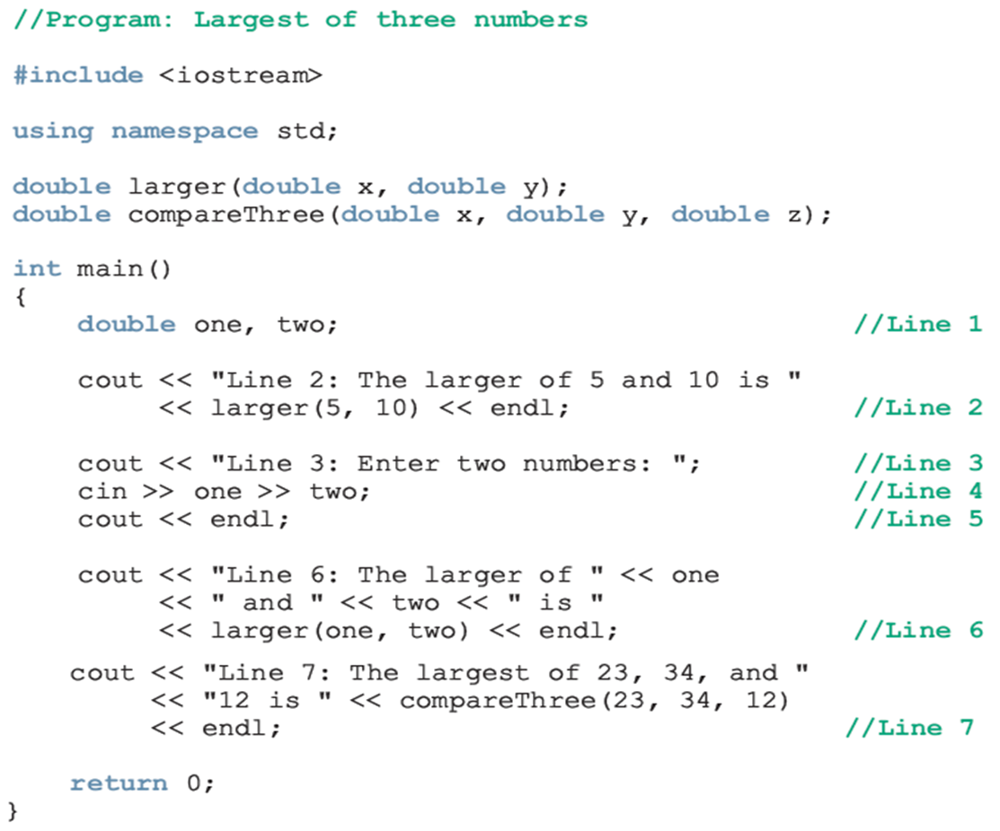 //Program: Largest of three numbers
#include <iostream>
using namespace std;
double larger(double x, double y);
double compareThree(double x, double y, double z);
int main()
{
    double one, two;                                //Line 1
    cout << "Line 2: The larger of 5 and 10 is "
         << larger(5, 10) << endl;                  //Line 2
    cout << "Line 3: Enter two numbers: ";          //Line 3
    cin >> one >> two;                              //Line 4
    cout << endl;                                   //Line 5
    cout << "Line 6: The larger of " << one
         << " and " << two << " is "
         << larger(one, two) << endl;               //Line 6
    cout << "Line 7: The largest of 23, 34, and "
         << "12 is " << compareThree(23, 34, 12)
         << endl;                                   //Line 7
    return 0;
}